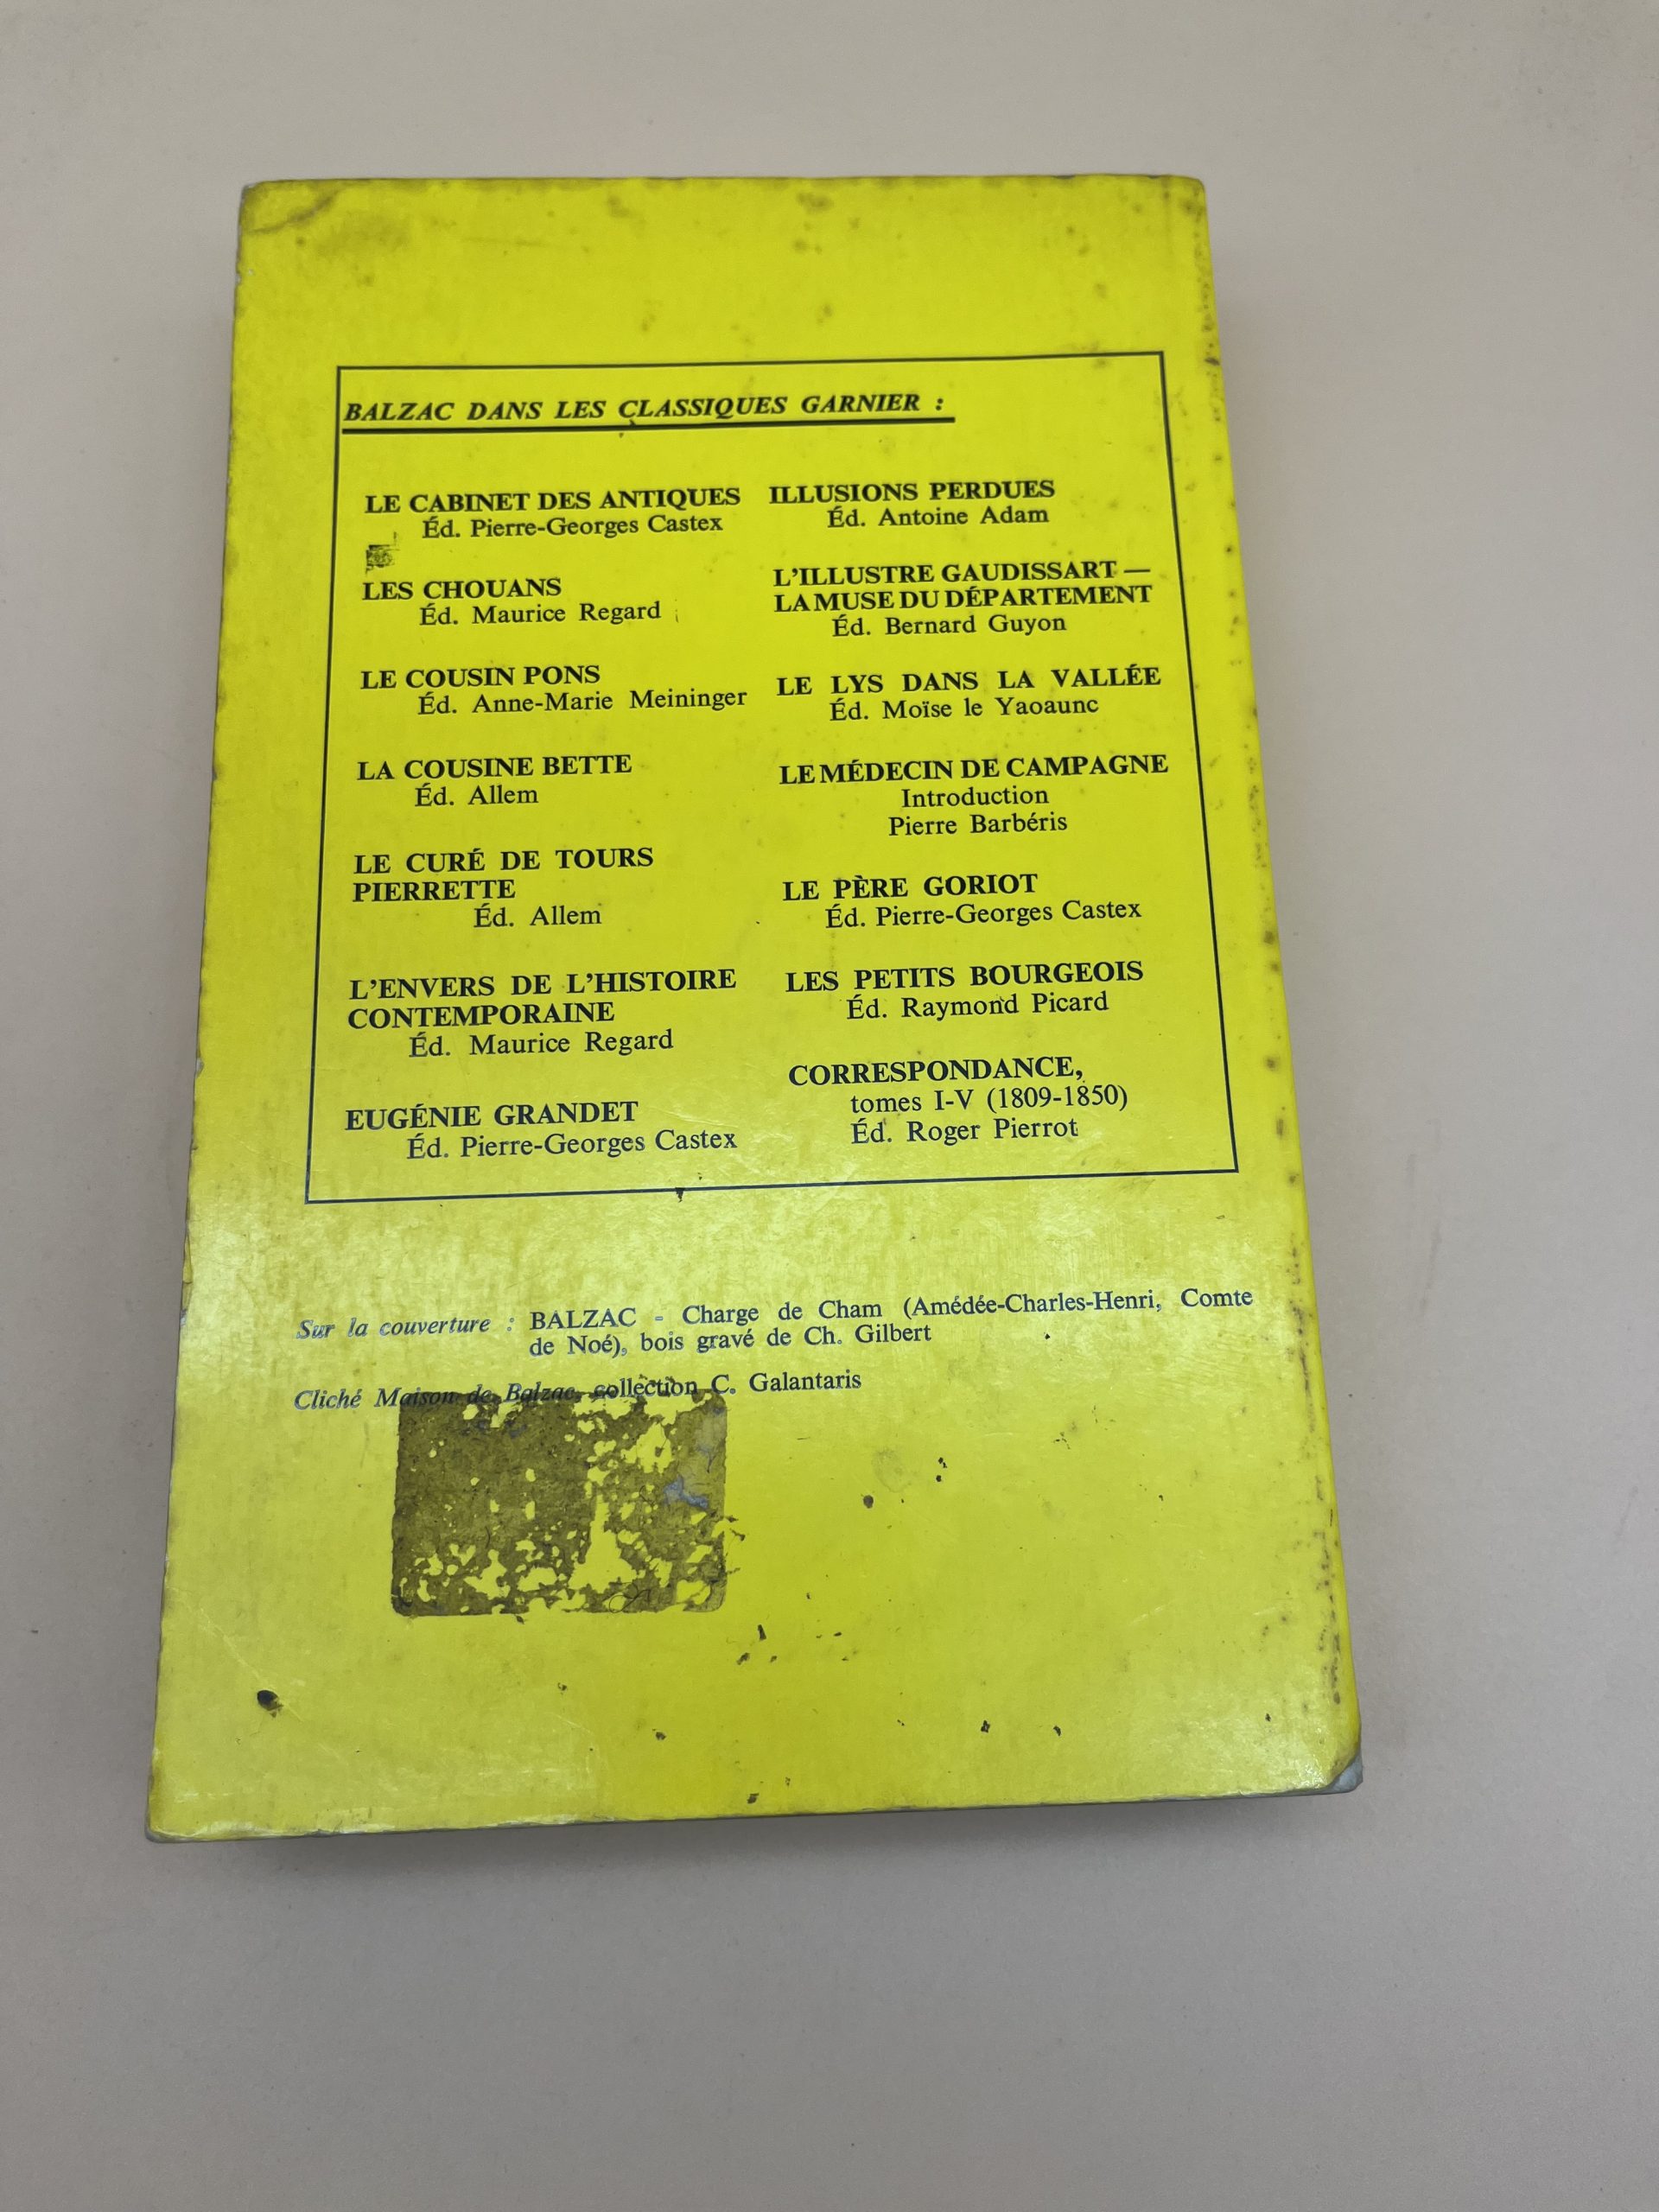 BALZAC DANS LES CLASSIQUES GARNIER :
LE CABINET DES ANTIQUES
Éd. Pierre-Georges Castex
LES CHOUANS
Éd. Maurice Regard
LE COUSIN PONS
Éd. Anne-Marie Meininger
LA COUSINE BETTE
Éd. Allem
LE CURÉ DE TOURS
PIERRETTE
Éd. Allem
L'ENVERS DE L'HISTOIRE
CONTEMPORAINE
Éd. Maurice Regard
EUGÉNIE GRANDET
Éd. Pierre-Georges Castex
ILLUSIONS PERDUES
Éd. Antoine Adam
L'ILLUSTRE GAUDISSART —
LA MUSE DU DÉPARTEMENT
Éd. Bernard Guyon
LE LYS DANS LA VALLÉE
Éd. Moïse le Yaoaunc
LE MÉDECIN DE CAMPAGNE
Introduction
Pierre Barbéris
LE PÈRE GORIOT
Éd. Pierre-Georges Castex
LES PETITS BOURGEOIS
Éd. Raymond Picard
CORRESPONDANCE,
tomes I-V (1809-1850)
Éd. Roger Pierrot
Sur la couverture : BALZAC - Charge de Cham (Amédée-Charles-Henri, Comte
de Noé), bois gravé de Ch. Gilbert
Cliché Maison de Balzac, collection C. Galantaris